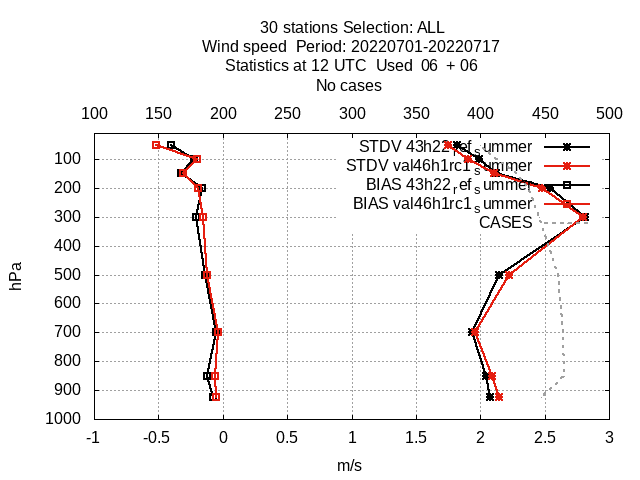 30 stations Selection: ALL
Wind speed  Period: 20220701-20220717
Statistics at 12 UTC  Used  06  + 06
No cases
100 150 200 250 300 350 400 450 500
STDV 43h22_ref_summer
STDV val46h1rc1_summer
BIAS 43h22_ref_summer
BIAS val46h1rc1_summer
CASES
hPa
100
200
300
400
500
600
700
800
900
1000
-1 -0.5 0 0.5 1 1.5 2 2.5 3
m/s